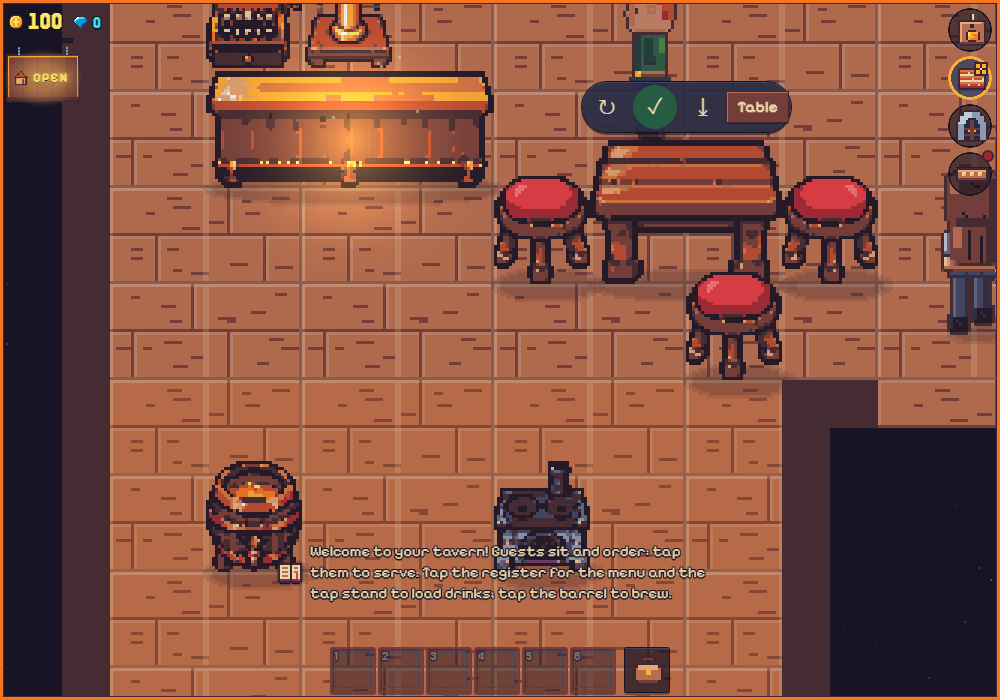 100 0
OPEN
Table
Welcome to your tavern! Guests sit and order: tap
them to serve. Tap the register for the menu and the
tap stand to load drinks; tap the barrel to brew.
1 2 3 4 5 6